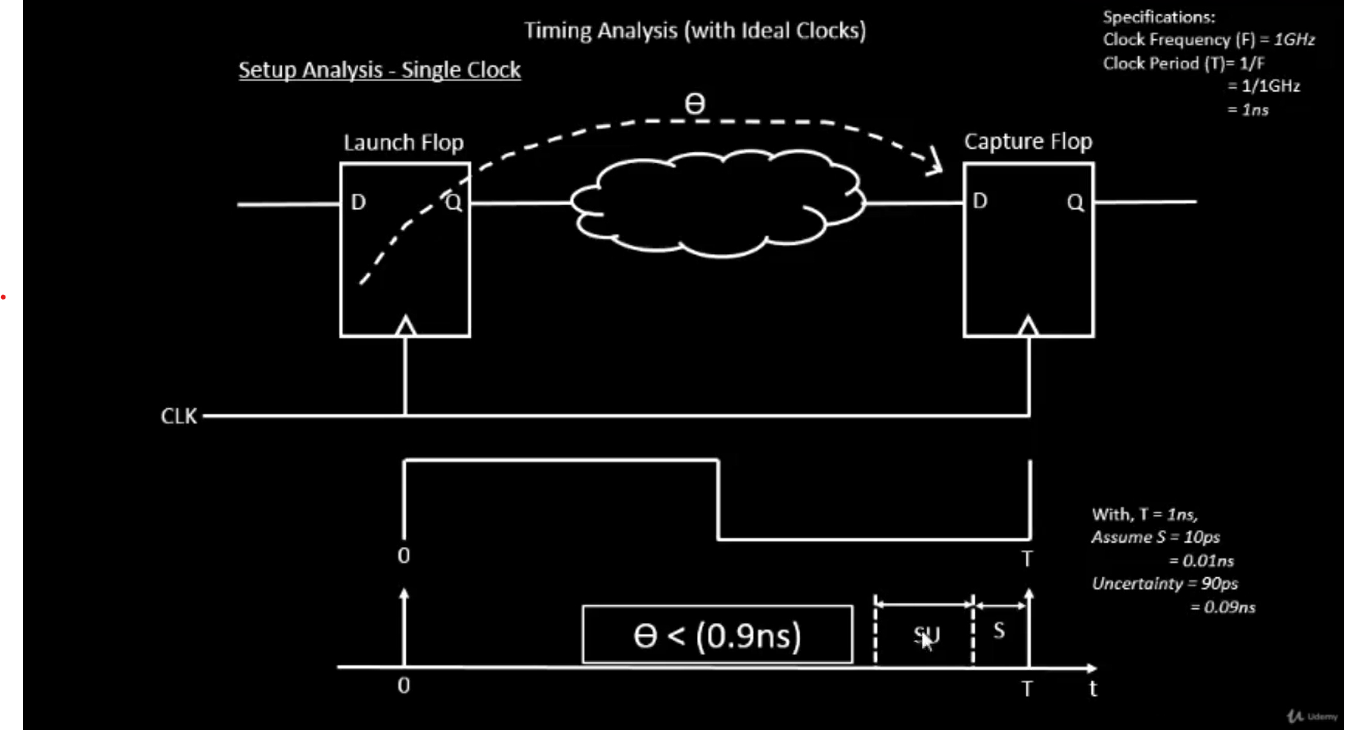 Timing Analysis (with Ideal Clocks)
Specifications:
Clock Frequency (F) = 1GHz
Clock Period (T)= 1/F
= 1/1GHz
= 1ns
Setup Analysis - Single Clock
Ɵ
Launch Flop
Capture Flop
D
Q
D
Q
CLK
0
T
With, T = 1ns,
Assume S = 10ps
= 0.01ns
Uncertainty = 90ps
= 0.09ns
Ɵ < (0.9ns)
SU
S
0
T
t
Udemy